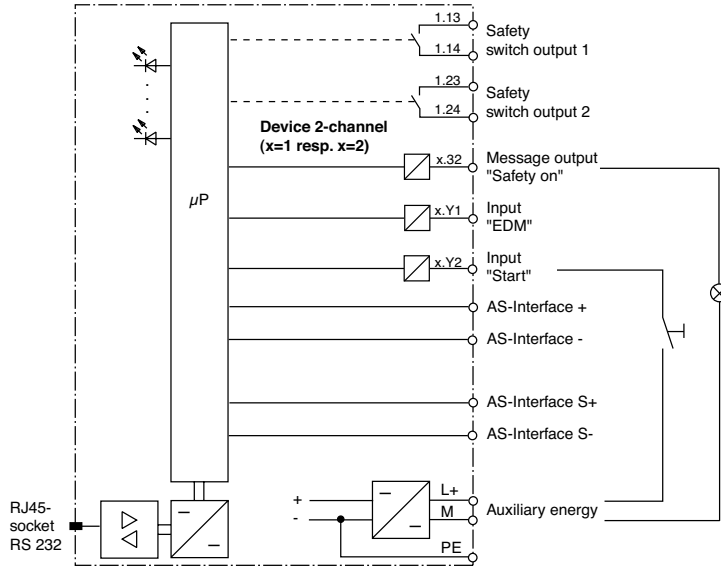 1.13
Safety
switch output 1
1.14
1.23
Safety
switch output 2
1.24
Device 2-channel
(x=1 resp. x=2)
x.32
Message output
"Safety on"
µP
x.Y1
Input
"EDM"
x.Y2
Input
"Start"
AS-Interface +
AS-Interface -
AS-Interface S+
AS-Interface S-
RJ45-
socket
RS 232
+
-
L+
M
Auxiliary energy
PE